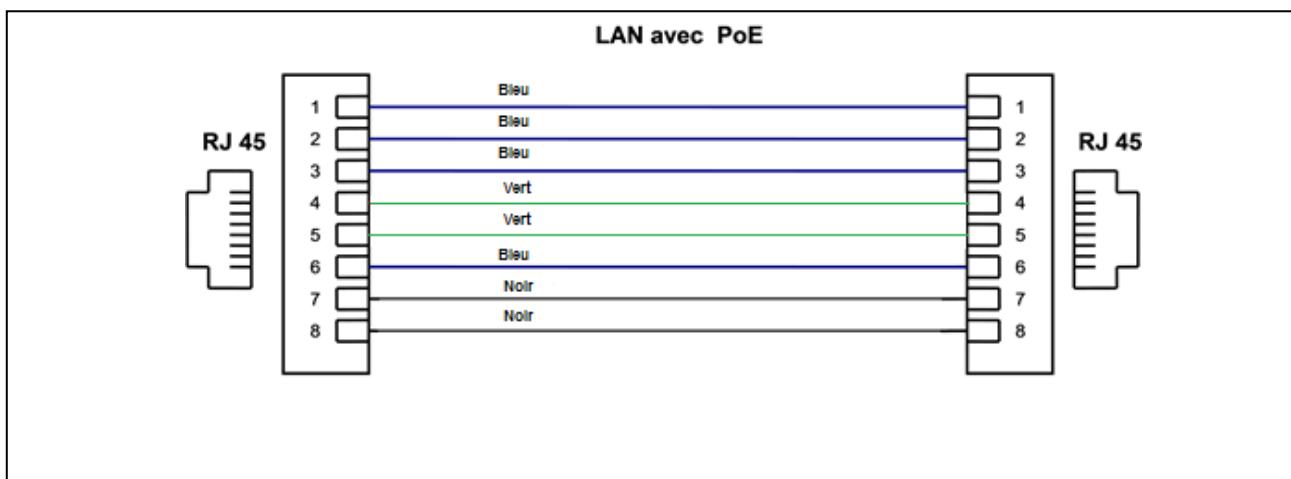 LAN avec PoE
RJ 45
RJ 45
1 Bleu 1
2 Bleu 2
3 Bleu 3
4 Vert 4
5 Vert 5
6 Bleu 6
7 Noir 7
8 Noir 8